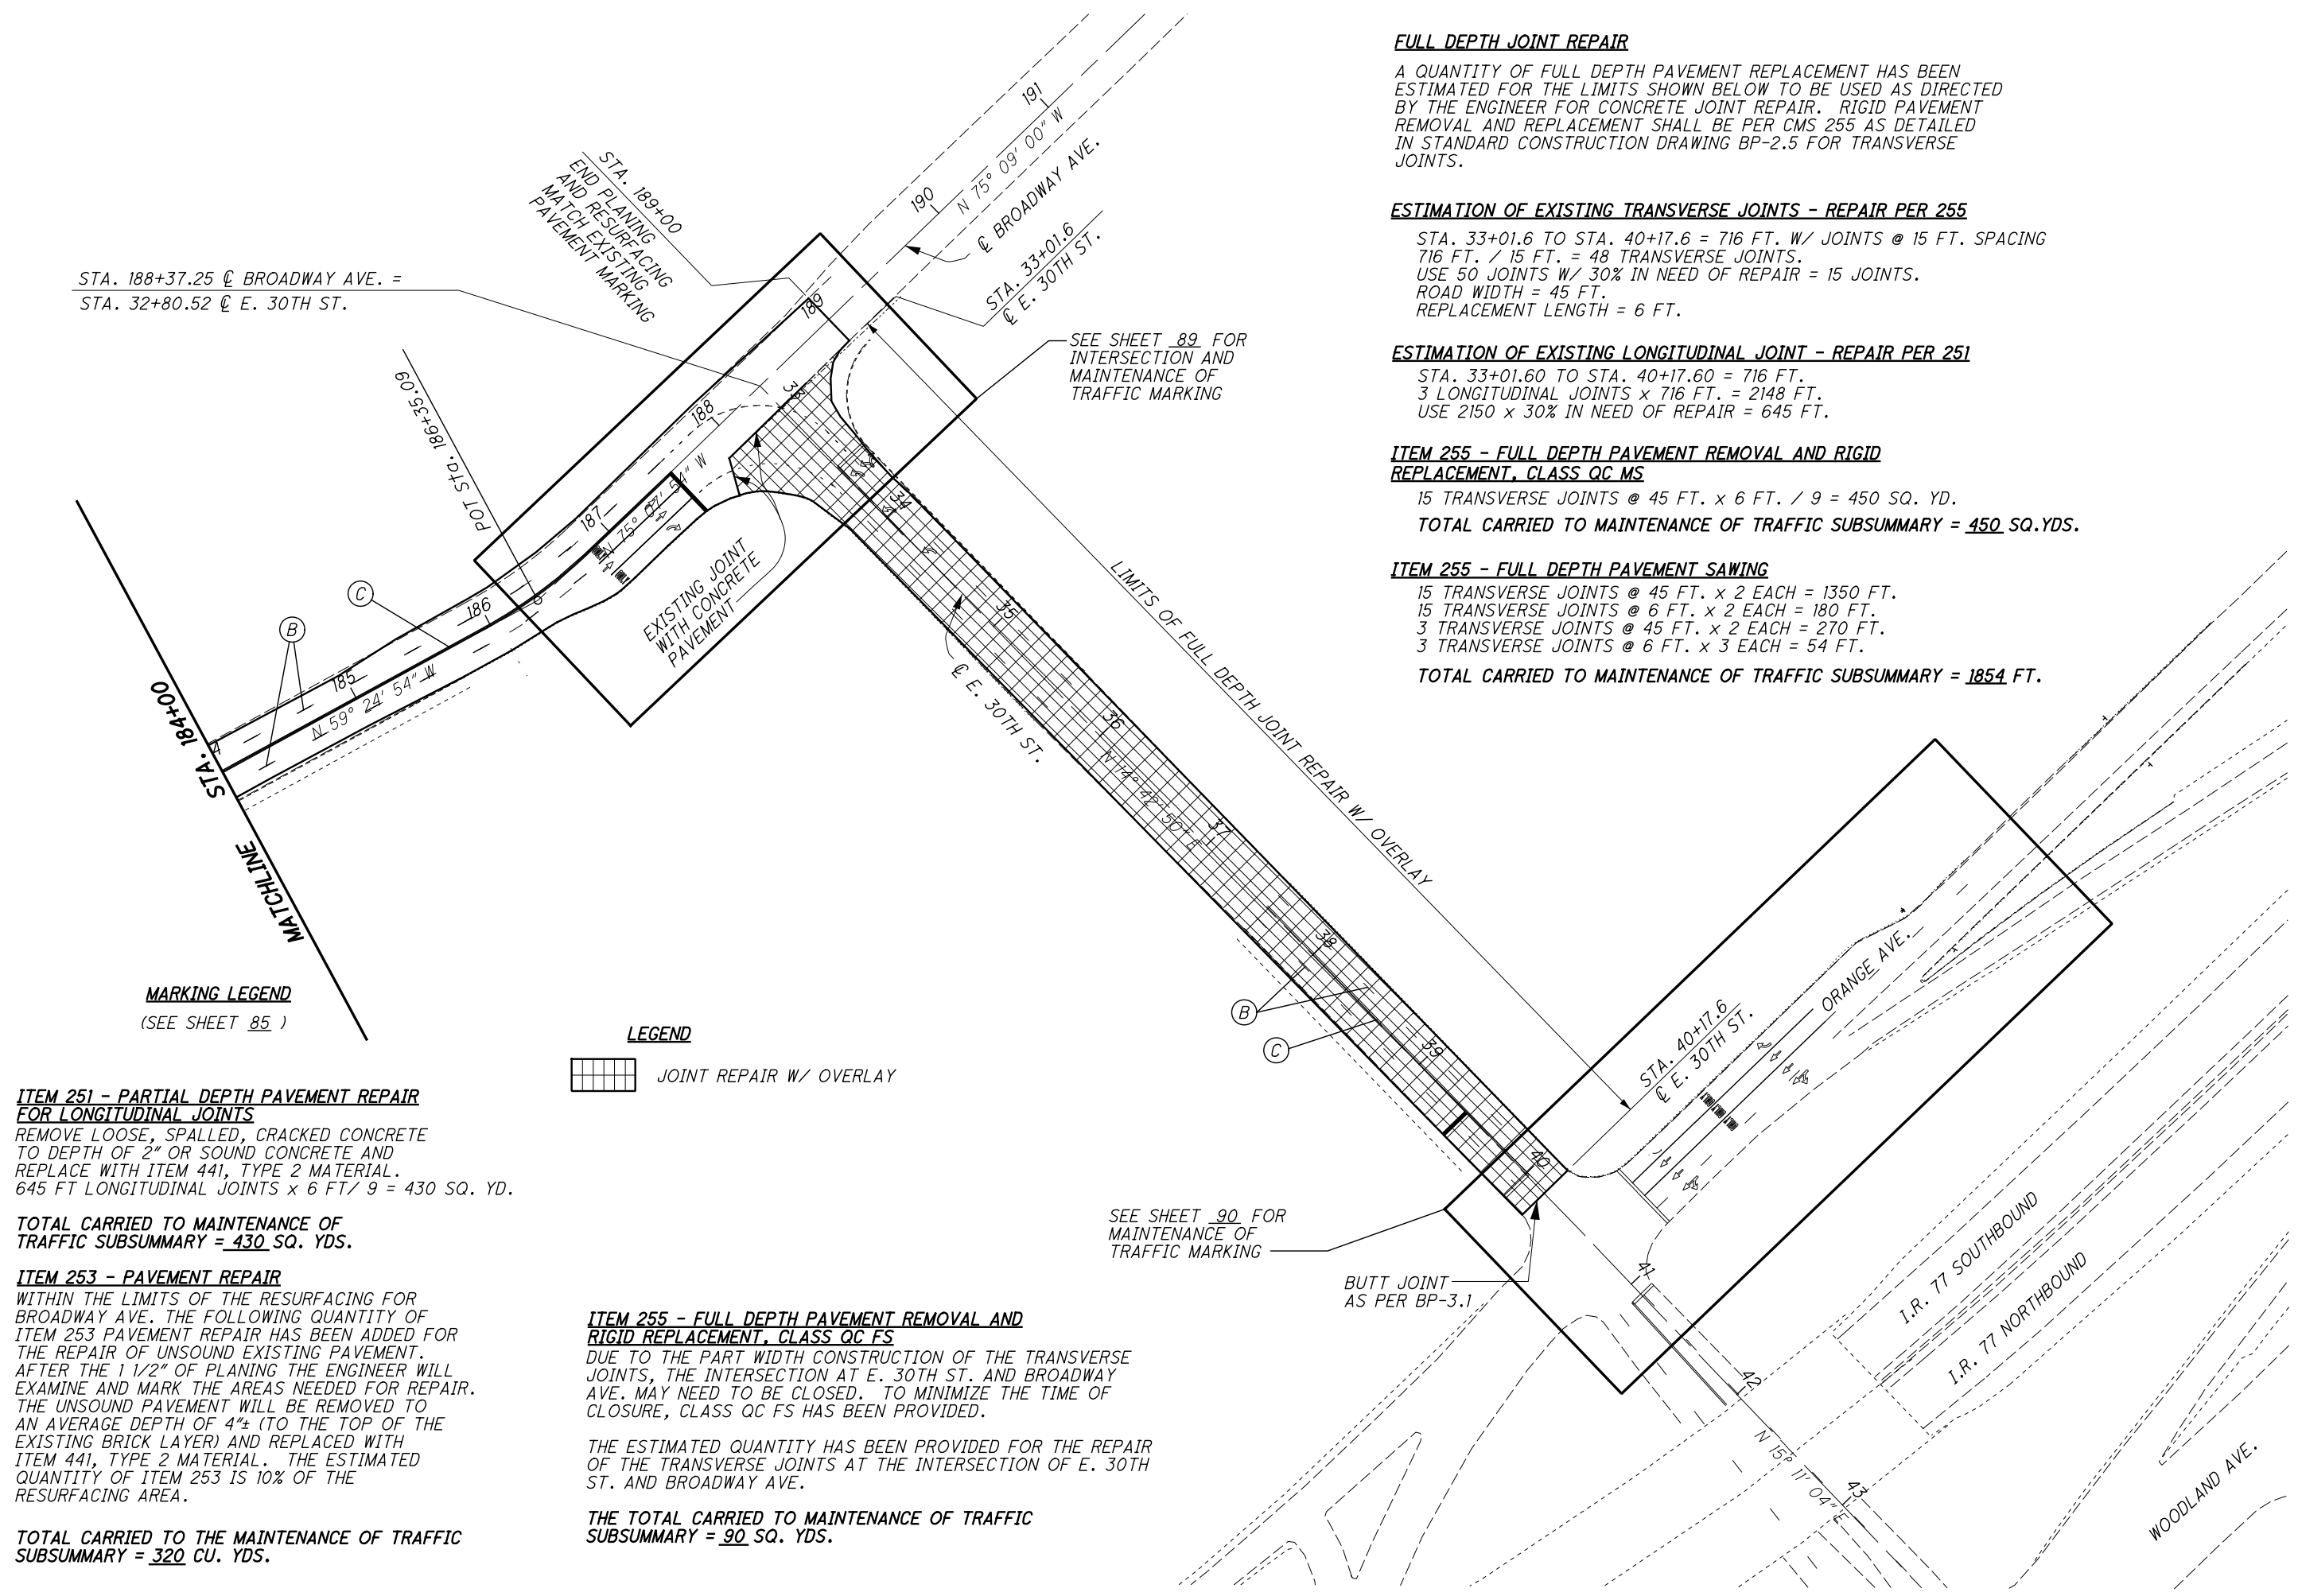 FULL DEPTH JOINT REPAIR
A QUANTITY OF FULL DEPTH PAVEMENT REPLACEMENT HAS BEEN
ESTIMATED FOR THE LIMITS SHOWN BELOW TO BE USED AS DIRECTED
BY THE ENGINEER FOR CONCRETE JOINT REPAIR. RIGID PAVEMENT
REMOVAL AND REPLACEMENT SHALL BE PER CMS 255 AS DETAILED
IN STANDARD CONSTRUCTION DRAWING BP-2.5 FOR TRANSVERSE
JOINTS.
ESTIMATION OF EXISTING TRANSVERSE JOINTS - REPAIR PER 255
STA. 33+01.6 TO STA. 40+17.6 = 716 FT. W/ JOINTS @ 15 FT. SPACING
716 FT. / 15 FT. = 48 TRANSVERSE JOINTS.
USE 50 JOINTS W/ 30% IN NEED OF REPAIR = 15 JOINTS.
ROAD WIDTH = 45 FT.
REPLACEMENT LENGTH = 6 FT.
ESTIMATION OF EXISTING LONGITUDINAL JOINT - REPAIR PER 251
STA. 33+01.60 TO STA. 40+17.60 = 716 FT.
3 LONGITUDINAL JOINTS x 716 FT. = 2148 FT.
USE 2150 x 30% IN NEED OF REPAIR = 645 FT.
ITEM 255 - FULL DEPTH PAVEMENT REMOVAL AND RIGID
REPLACEMENT, CLASS QC MS
15 TRANSVERSE JOINTS @ 45 FT. x 6 FT. / 9 = 450 SQ. YD.
TOTAL CARRIED TO MAINTENANCE OF TRAFFIC SUBSUMMARY = 450 SQ.YDS.
ITEM 255 - FULL DEPTH PAVEMENT SAWING
15 TRANSVERSE JOINTS @ 45 FT. x 2 EACH = 1350 FT.
15 TRANSVERSE JOINTS @ 6 FT. x 2 EACH = 180 FT.
3 TRANSVERSE JOINTS @ 45 FT. x 2 EACH = 270 FT.
3 TRANSVERSE JOINTS @ 6 FT. x 3 EACH = 54 FT.
TOTAL CARRIED TO MAINTENANCE OF TRAFFIC SUBSUMMARY = 1854 FT.
STA. 189+00
END PLANING
AND RESURFACING
MATCH EXISTING
PAVEMENT MARKING
191
N 75° 09' 00" W
190
℄ BROADWAY AVE.
STA. 33+01.6
℄ E. 30TH ST.
STA. 188+37.25 ℄ BROADWAY AVE. =
STA. 32+80.52 ℄ E. 30TH ST.
189
SEE SHEET 89 FOR
INTERSECTION AND
MAINTENANCE OF
TRAFFIC MARKING
POT Sta. 186+35.09
33
188
187
N 75° 07' 54" W
34
C
B
186
185
N 59° 24' 54" W
EXISTING JOINT
WITH CONCRETE
PAVEMENT
35
℄ E. 30TH ST.
LIMITS OF FULL DEPTH JOINT REPAIR W/ OVERLAY
36
N 14° 42' 50" E
37
38
39
40
STA. 184+00
MATCHLINE
B
C
STA. 40+17.6
℄ E. 30TH ST.
ORANGE AVE.
SEE SHEET 90 FOR
MAINTENANCE OF
TRAFFIC MARKING
BUTT JOINT
AS PER BP-3.1
41
42
43
N 15° 11' 04" E
I.R. 77 SOUTHBOUND
I.R. 77 NORTHBOUND
WOODLAND AVE.
MARKING LEGEND
(SEE SHEET 85 )
LEGEND
JOINT REPAIR W/ OVERLAY
ITEM 251 - PARTIAL DEPTH PAVEMENT REPAIR
FOR LONGITUDINAL JOINTS
REMOVE LOOSE, SPALLED, CRACKED CONCRETE
TO DEPTH OF 2" OR SOUND CONCRETE AND
REPLACE WITH ITEM 441, TYPE 2 MATERIAL.
645 FT LONGITUDINAL JOINTS x 6 FT/ 9 = 430 SQ. YD.
TOTAL CARRIED TO MAINTENANCE OF
TRAFFIC SUBSUMMARY = 430 SQ. YDS.
ITEM 253 - PAVEMENT REPAIR
WITHIN THE LIMITS OF THE RESURFACING FOR
BROADWAY AVE. THE FOLLOWING QUANTITY OF
ITEM 253 PAVEMENT REPAIR HAS BEEN ADDED FOR
THE REPAIR OF UNSOUND EXISTING PAVEMENT.
AFTER THE 1 1/2" OF PLANING THE ENGINEER WILL
EXAMINE AND MARK THE AREAS NEEDED FOR REPAIR.
THE UNSOUND PAVEMENT WILL BE REMOVED TO
AN AVERAGE DEPTH OF 4"± (TO THE TOP OF THE
EXISTING BRICK LAYER) AND REPLACED WITH
ITEM 441, TYPE 2 MATERIAL. THE ESTIMATED
QUANTITY OF ITEM 253 IS 10% OF THE
RESURFACING AREA.
TOTAL CARRIED TO THE MAINTENANCE OF TRAFFIC
SUBSUMMARY = 320 CU. YDS.
ITEM 255 - FULL DEPTH PAVEMENT REMOVAL AND
RIGID REPLACEMENT, CLASS QC FS
DUE TO THE PART WIDTH CONSTRUCTION OF THE TRANSVERSE
JOINTS, THE INTERSECTION AT E. 30TH ST. AND BROADWAY
AVE. MAY NEED TO BE CLOSED. TO MINIMIZE THE TIME OF
CLOSURE, CLASS QC FS HAS BEEN PROVIDED.
THE ESTIMATED QUANTITY HAS BEEN PROVIDED FOR THE REPAIR
OF THE TRANSVERSE JOINTS AT THE INTERSECTION OF E. 30TH
ST. AND BROADWAY AVE.
THE TOTAL CARRIED TO MAINTENANCE OF TRAFFIC
SUBSUMMARY = 90 SQ. YDS.